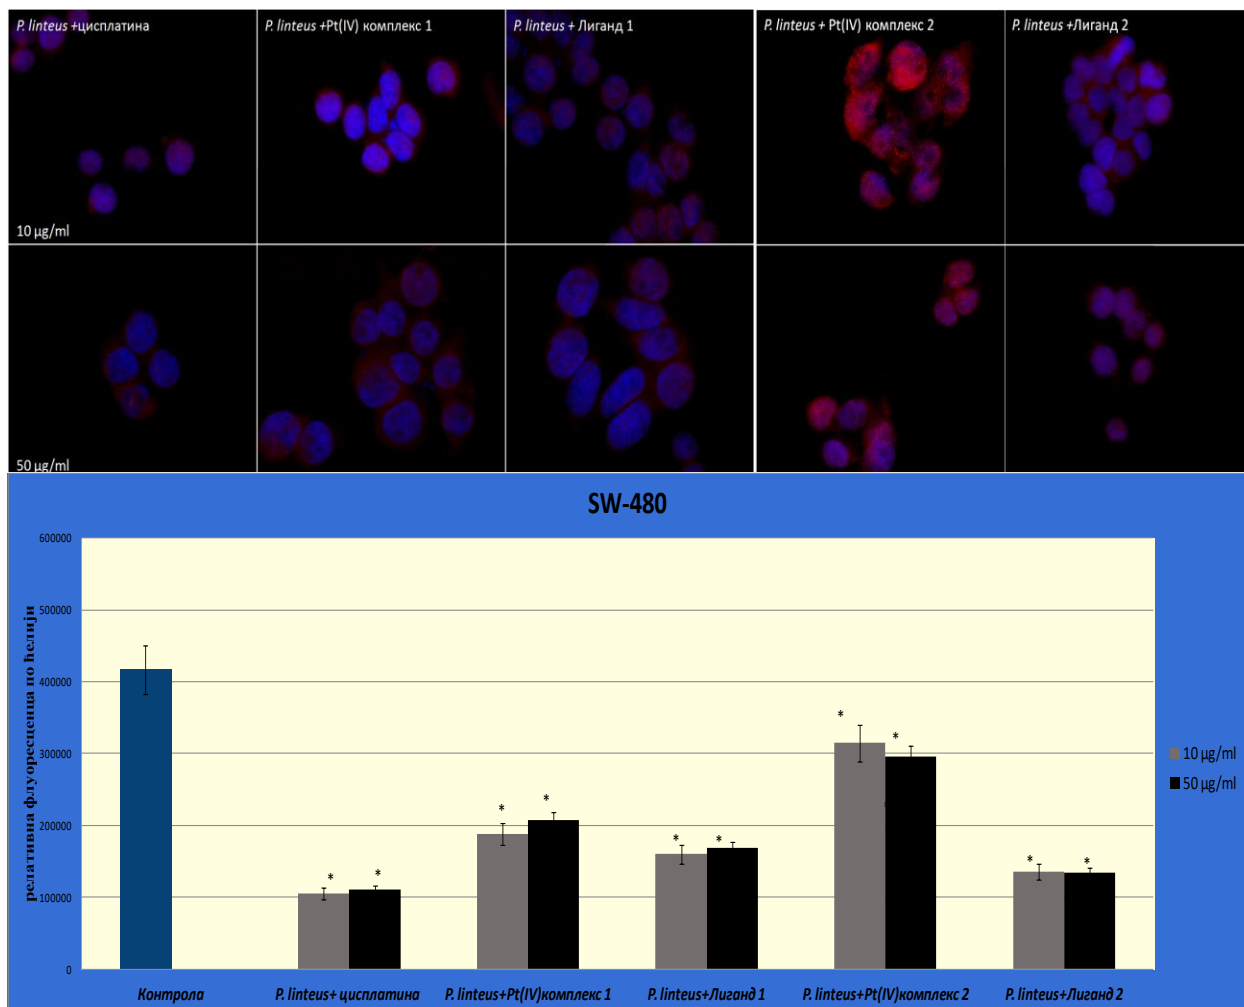 P. linteus +цисплатина
P. linteus +Pt(IV) комплекс 1
P. linteus + Лиганд 1
P. linteus + Pt(IV) комплекс 2
P. linteus +Лиганд 2
10 µg/ml
50 µg/ml
SW-480
600000
500000
400000
300000
200000
100000
0
релативна флуоресценца по ћелији
* * * * * * * * * *
10 µg/ml
50 µg/ml
Контрола
P. linteus+ цисплатина
P. linteus+Pt(IV)комплекс 1
P. linteus+Лиганд 1
P. linteus+Pt(IV)комплекс 2
P. linteus+Лиганд 2